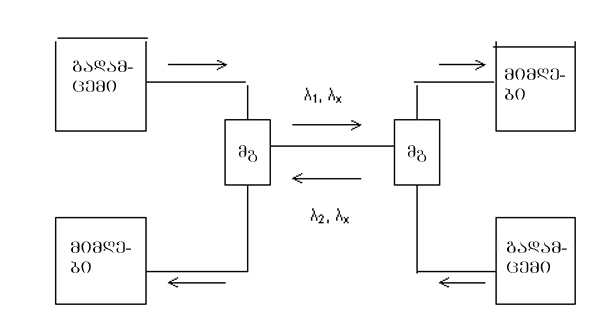 გადამ-
ცემი
λ₁, λₓ
მიმღე-
ბი
მგ
მგ
λ₂, λₓ
მიმღე-
ბი
გადამ-
ცემი